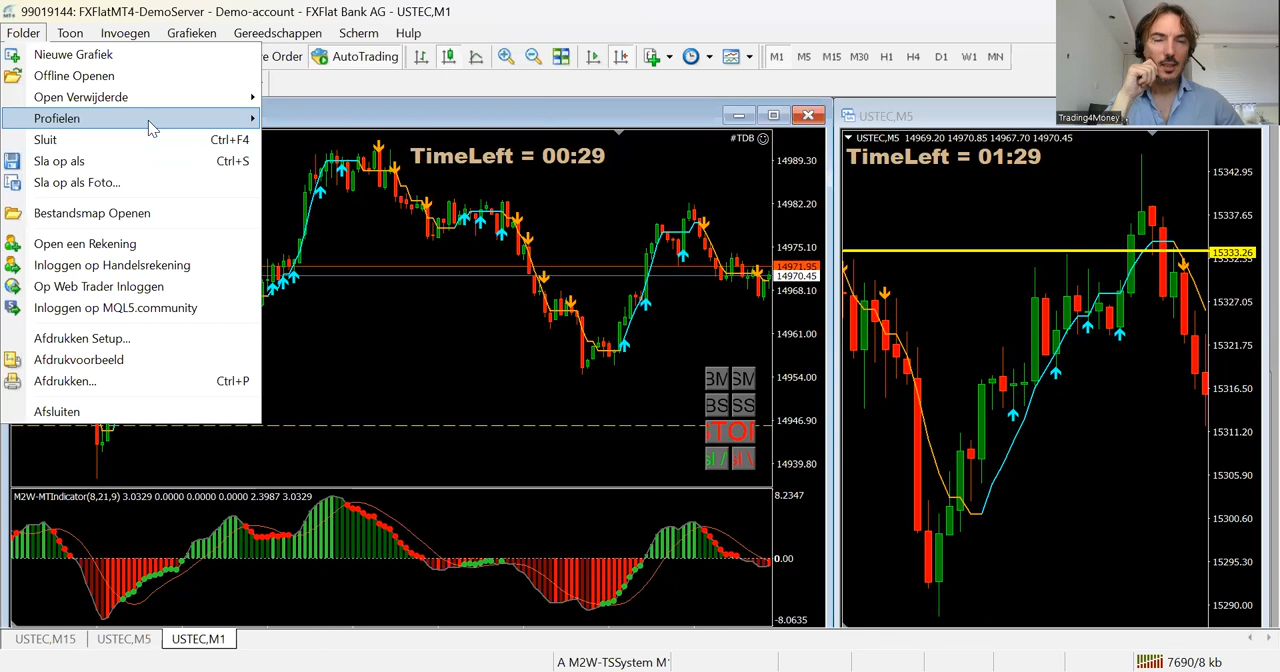 99019144: FXFlatMT4-DemoServer - Demo-account - FXFlat Bank AG - USTEC,M1
Folder Toon Invoegen Grafieken Gereedschappen Scherm Help
Nieuwe Grafiek
Offline Openen
Open Verwijderde
Profielen
Sluit Ctrl+F4
Sla op als Ctrl+S
Sla op als Foto...
Bestandsmap Openen
Open een Rekening
Inloggen op Handelsrekening
Op Web Trader Inloggen
Inloggen op MQL5.community
Afdrukken Setup...
Afdrukvoorbeeld
Afdrukken... Ctrl+P
Afsluiten
Order AutoTrading M1 M5 M15 M30 H1 H4 D1 W1 MN
Trading4Money
#TDB
TimeLeft = 00:29
14989.30
14982.20
14975.10
14971.95
14970.45
14968.10
14961.00
14954.00
14946.90
14939.80
BM SM
BS SS
STOP
sl / sl \
M2W-MTIndicator(8,21,9) 3.0329 0.0000 0.0000 0.0000 2.3987 3.0329
8.2347
0.00
-8.0635
USTEC,M5
USTEC,M5 14969.20 14970.85 14967.70 14970.45
TimeLeft = 01:29
15342.95
15337.65
15333.26
15327.05
15321.75
15316.50
15311.20
15305.90
15300.60
15295.30
15290.00
USTEC,M15 USTEC,M5 USTEC,M1
A M2W-TSSystem M
7690/8 kb